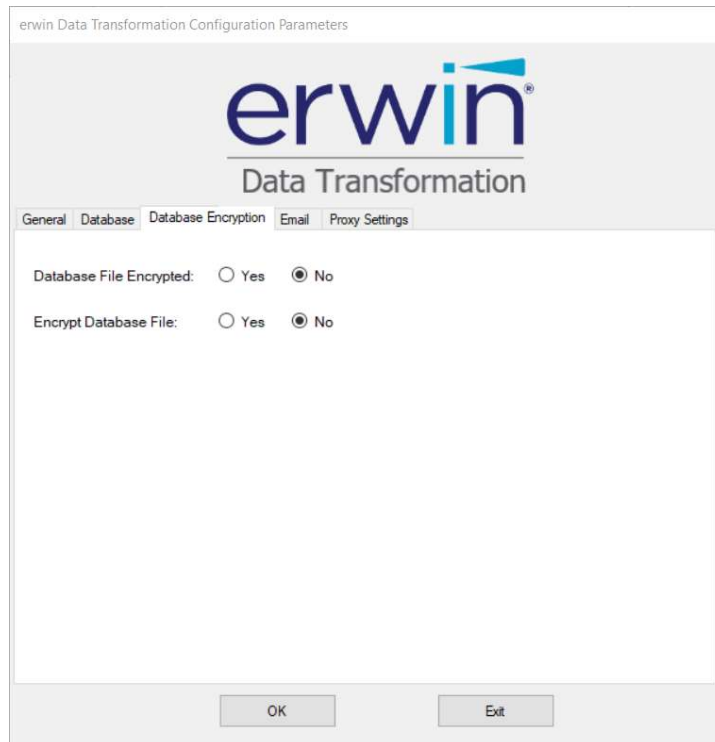 erwin Data Transformation Configuration Parameters
erwin®
Data Transformation
General Database Database Encryption Email Proxy Settings
Database File Encrypted: Yes No
Encrypt Database File: Yes No
OK Exit